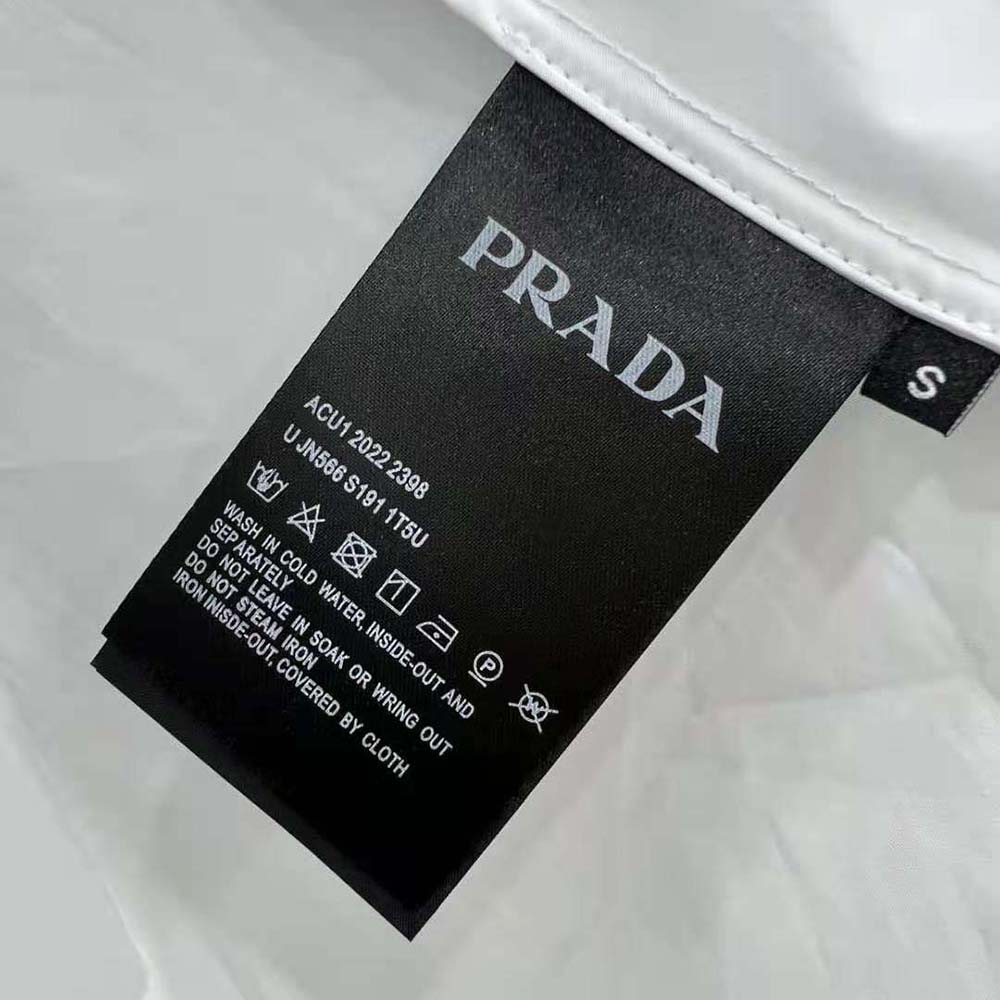 PRADA
S
ACU1 2022 2398
U JN566 S191 1T5U
P
W
WASH IN COLD WATER, INSIDE-OUT AND
SEPARATELY
DO NOT LEAVE IN SOAK OR WRING OUT
DO NOT STEAM IRON
IRON INISDE-OUT, COVERED BY CLOTH